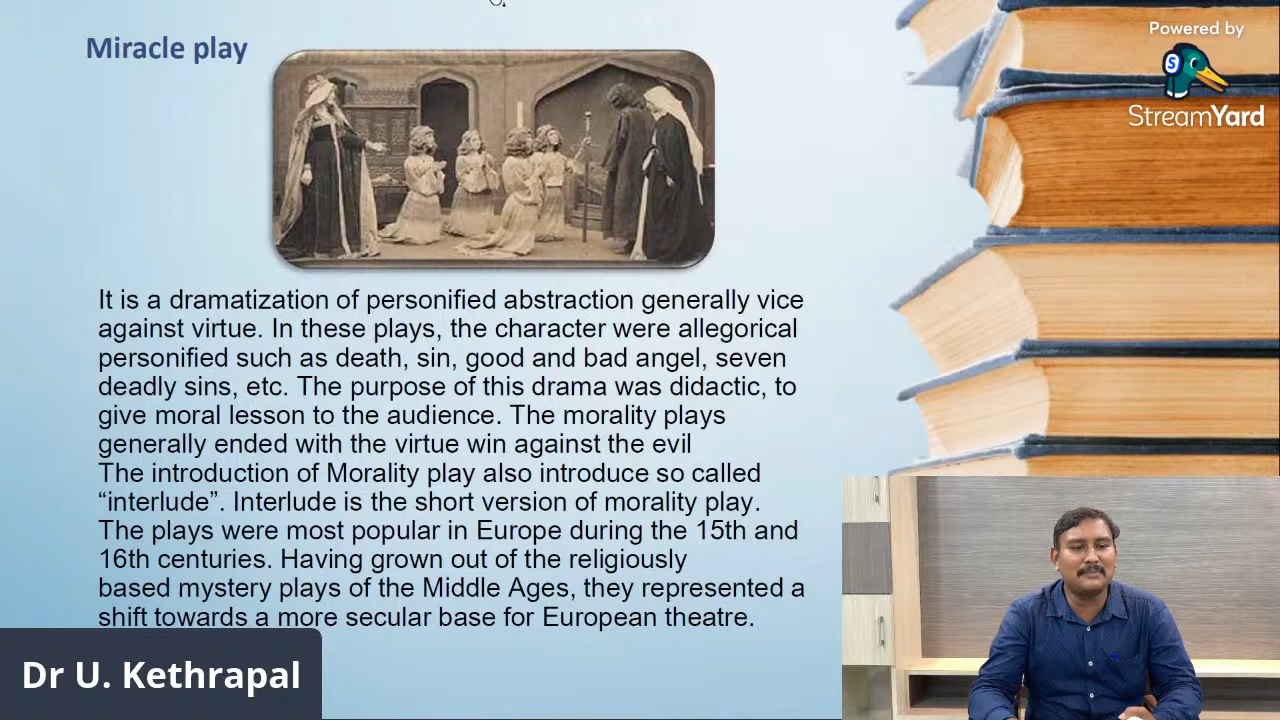 Miracle play
Powered by
S
StreamYard
It is a dramatization of personified abstraction generally vice
against virtue. In these plays, the character were allegorical
personified such as death, sin, good and bad angel, seven
deadly sins, etc. The purpose of this drama was didactic, to
give moral lesson to the audience. The morality plays
generally ended with the virtue win against the evil
The introduction of Morality play also introduce so called
“interlude”. Interlude is the short version of morality play.
The plays were most popular in Europe during the 15th and
16th centuries. Having grown out of the religiously
based mystery plays of the Middle Ages, they represented a
shift towards a more secular base for European theatre.
Dr U. Kethrapal